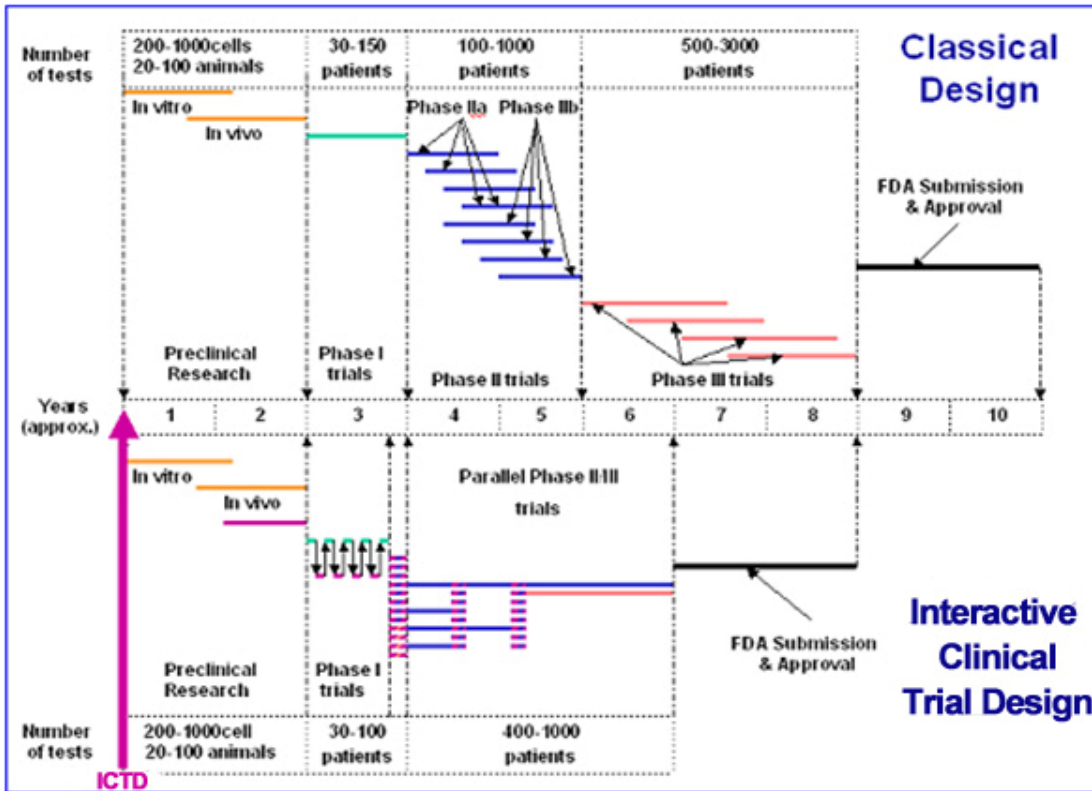 Number
of tests
200-1000cells
20-100 animals
30-150
patients
100-1000
patients
500-3000
patients
Classical
Design
In vitro
In vivo
Phase IIa
Phase IIb
FDA Submission
& Approval
Preclinical
Research
Phase I
trials
Phase II trials
Phase III trials
Years
(approx.)
1
2
3
4
5
6
7
8
9
10
In vitro
In vivo
Parallel Phase II-III
trials
FDA Submission
& Approval
Interactive
Clinical
Trial Design
Preclinical
Research
Phase I
trials
Number
of tests
200-1000cell
20-100 animals
30-100
patients
400-1000
patients
ICTD